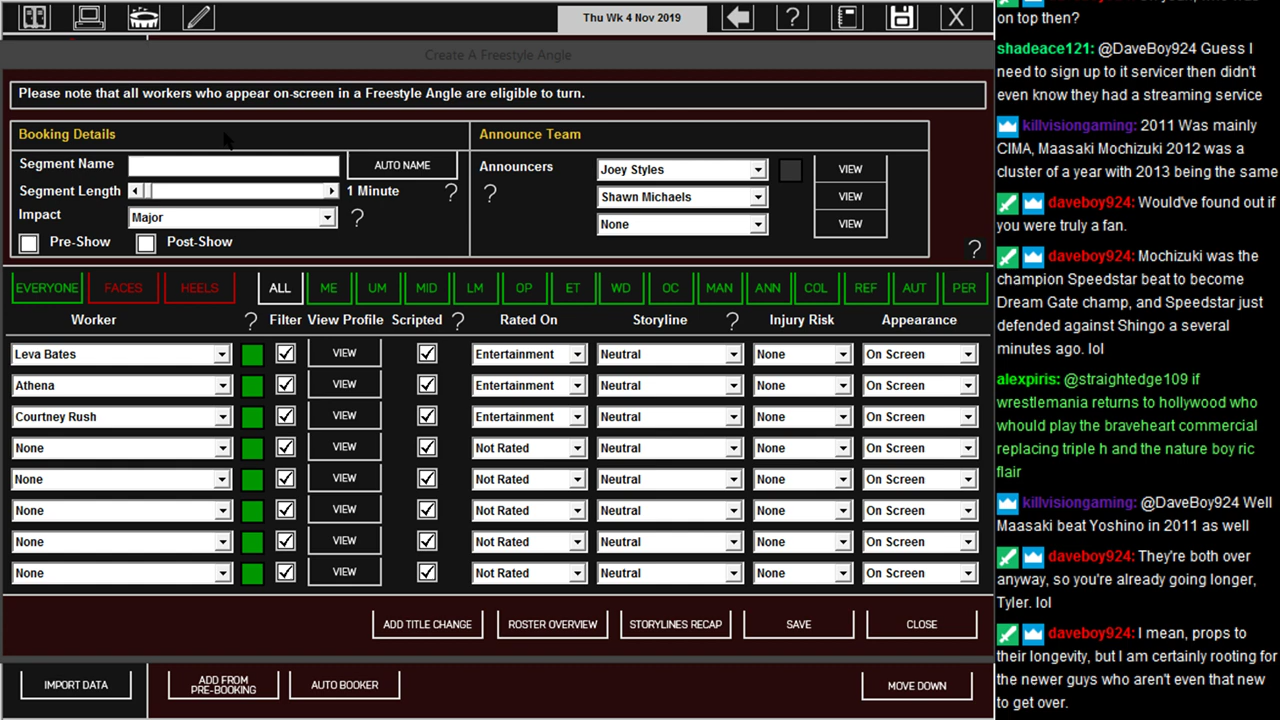 Thu Wk 4 Nov 2019
?
X
Create A Freestyle Angle
Please note that all workers who appear on-screen in a Freestyle Angle are eligible to turn.
Booking Details
Segment Name
AUTO NAME
Segment Length
1 Minute
?
Impact
Major
?
Pre-Show
Post-Show
Announce Team
Announcers
?
Joey Styles
VIEW
Shawn Michaels
VIEW
None
VIEW
?
EVERYONE FACES HEELS ALL ME UM MID LM OP ET WD OC MAN ANN COL REF AUT PER
Worker ? Filter View Profile Scripted ? Rated On Storyline ? Injury Risk Appearance
Leva Bates VIEW Entertainment Neutral None On Screen
Athena VIEW Entertainment Neutral None On Screen
Courtney Rush VIEW Entertainment Neutral None On Screen
None VIEW Not Rated Neutral None On Screen
None VIEW Not Rated Neutral None On Screen
None VIEW Not Rated Neutral None On Screen
None VIEW Not Rated Neutral None On Screen
None VIEW Not Rated Neutral None On Screen
ADD TITLE CHANGE ROSTER OVERVIEW STORYLINES RECAP SAVE CLOSE
IMPORT DATA
ADD FROM
PRE-BOOKING
AUTO BOOKER
MOVE DOWN
on top then?
shadeace121: @DaveBoy924 Guess I
need to sign up to it servicer then didn't
even know they had a streaming service
killvisiongaming: 2011 Was mainly
CIMA, Maasaki Mochizuki 2012 was a
cluster of a year with 2013 being the same
daveboy924: Would've found out if
you were truly a fan.
daveboy924: Mochizuki was the
champion Speedstar beat to become
Dream Gate champ, and Speedstar just
defended against Shingo a several
minutes ago. lol
alexpiris: @straightedge109 if
wrestlemania returns to hollywood who
whould play the braveheart commercial
replacing triple h and the nature boy ric
flair
killvisiongaming: @DaveBoy924 Well
Maasaki beat Yoshino in 2011 as well
daveboy924: They're both over
anyway, so you're already going longer,
Tyler. lol
daveboy924: I mean, props to
their longevity, but I am certainly rooting for
the newer guys who aren't even that new
to get over.